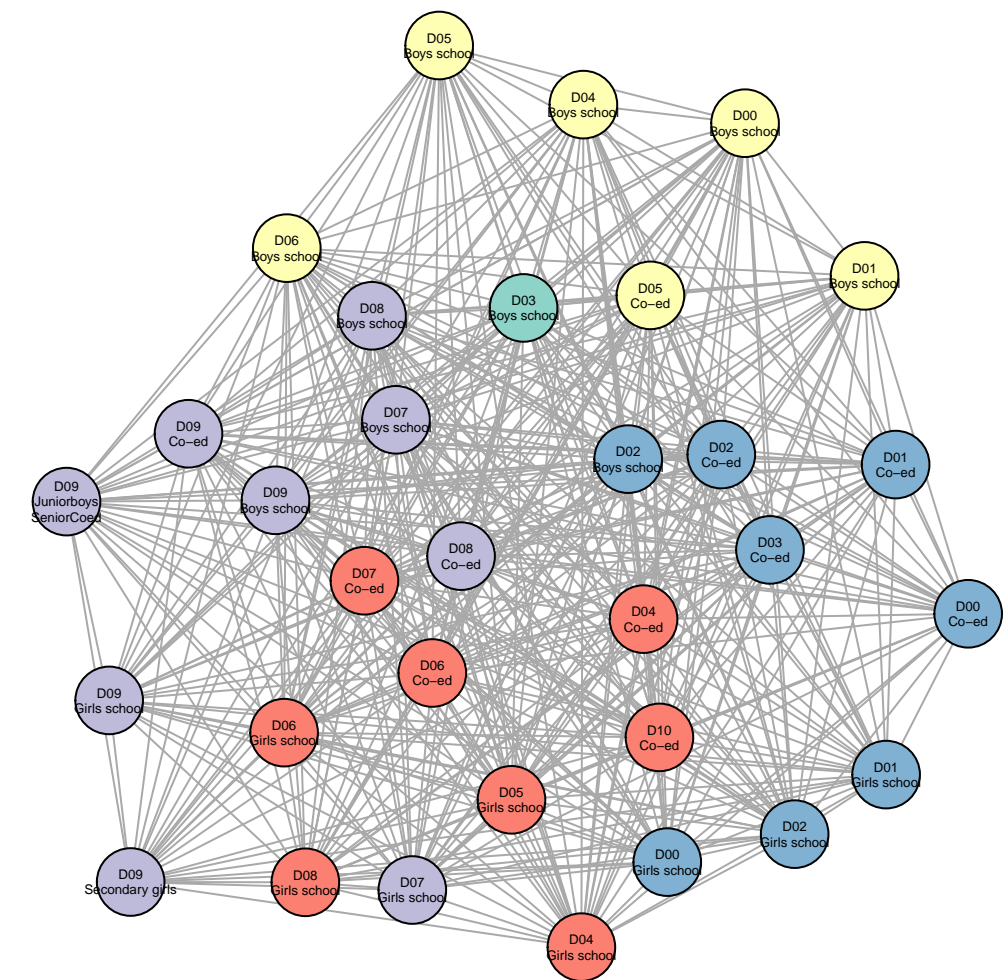 D05
Boys school
D04
Boys school
D00
Boys school
D06
Boys school
D01
Boys school
D05
Co−ed
D03
Boys school
D08
Boys school
D07
Boys school
D09
Co−ed
D02
Boys school
D02
Co−ed
D01
Co−ed
D09
Juniorboys
SeniorCoed
D09
Boys school
D08
Co−ed
D03
Co−ed
D07
Co−ed
D04
Co−ed
D00
Co−ed
D06
Co−ed
D09
Girls school
D06
Girls school
D10
Co−ed
D01
Girls school
D05
Girls school
D02
Girls school
D00
Girls school
D09
Secondary girls
D08
Girls school
D07
Girls school
D04
Girls school